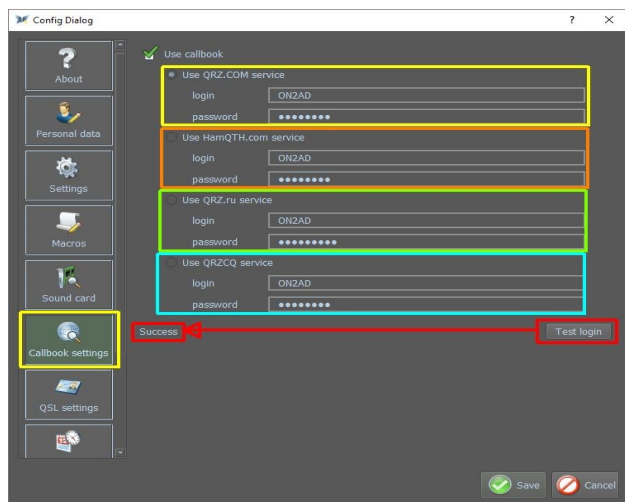 Config Dialog
? ×
About
Personal data
Settings
Macros
Sound card
Callbook settings
QSL settings
Use callbook
Use QRZ.COM service
login ON2AD
password ●●●●●●●●
Use HamQTH.com service
login ON2AD
password ●●●●●●●●
Use QRZ.ru service
login ON2AD
password ●●●●●●●●●
Use QRZCQ service
login ON2AD
password ●●●●●●●●
Success Test login
Save Cancel